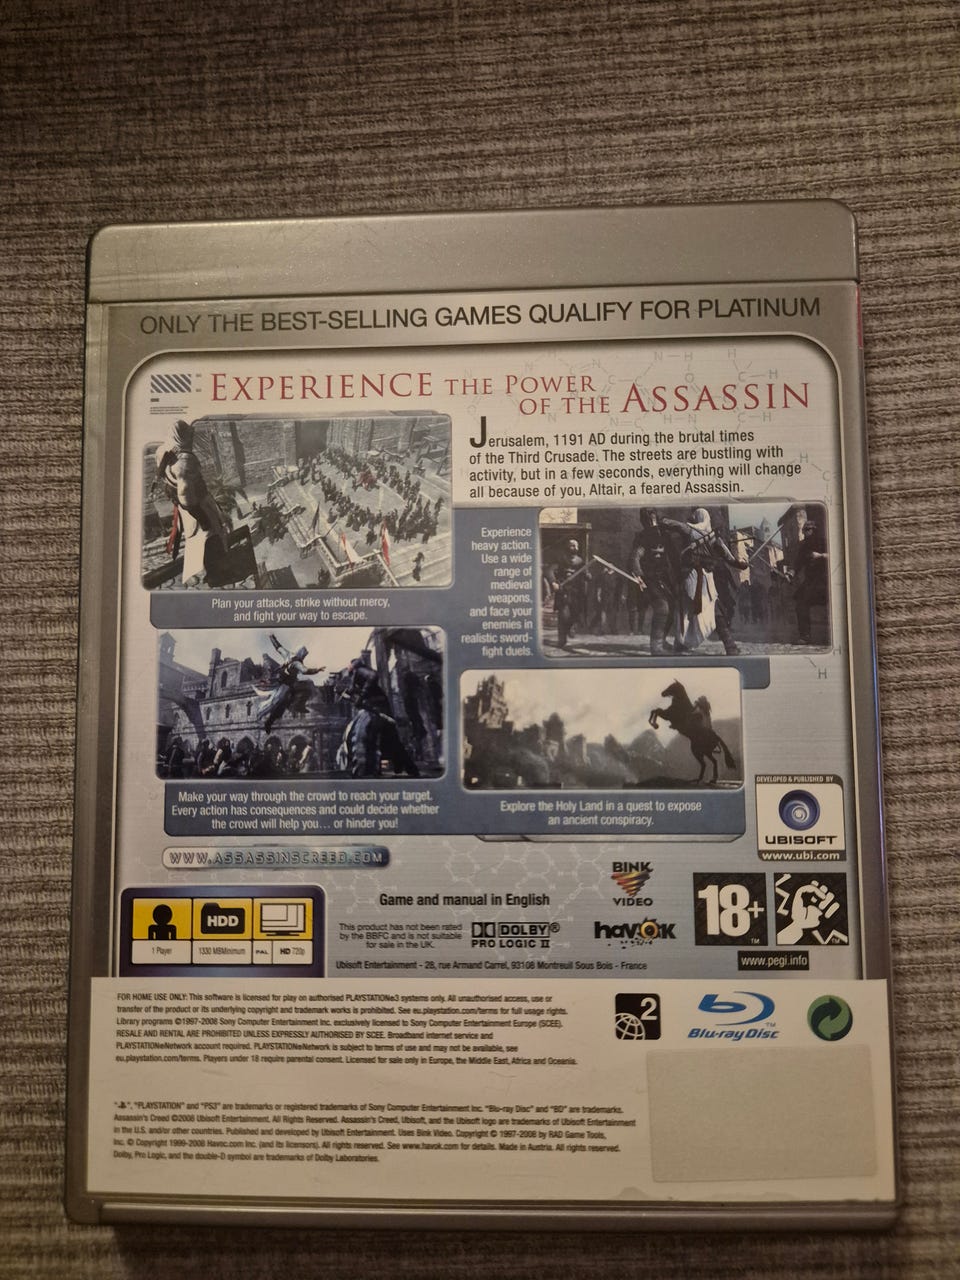 ONLY THE BEST-SELLING GAMES QUALIFY FOR PLATINUM
EXPERIENCE THE POWER
OF THE ASSASSIN
Jerusalem, 1191 AD during the brutal times
of the Third Crusade. The streets are bustling with
activity, but in a few seconds, everything will change
all because of you, Altair, a feared Assassin.
Plan your attacks, strike without mercy,
and fight your way to escape.
Experience
heavy action.
Use a wide
range of
medieval
weapons,
and face your
enemies in
realistic sword-
fight duels.
Make your way through the crowd to reach your target.
Every action has consequences and could decide whether
the crowd will help you... or hinder you!
Explore the Holy Land in a quest to expose
an ancient conspiracy.
DEVELOPED & PUBLISHED BY
UBISOFT
www.ubi.com
WWW.ASSASSINSCREED.COM
HDD
1 Player
1330 MBMinimum
PAL
HD 720p
Game and manual in English
This product has not been rated
by the BBFC and is not suitable
for sale in the UK.
DOLBY®
PRO LOGIC II
BINK
VIDEO
havok
18+
TM
TM
www.pegi.info
Ubisoft Entertainment - 28, rue Armand Carrel, 93108 Montreuil Sous Bois - France
FOR HOME USE ONLY: This software is licensed for play on authorised PLAYSTATION®3 systems only. All unauthorised access, use or
transfer of the product or its underlying copyright and trademark works is prohibited. See eu.playstation.com/terms for full usage rights.
Library programs ©1997-2008 Sony Computer Entertainment Inc. exclusively licensed to Sony Computer Entertainment Europe (SCEE).
RESALE AND RENTAL ARE PROHIBITED UNLESS EXPRESSLY AUTHORISED BY SCEE. Broadband internet service and
PLAYSTATION®Network account required. PLAYSTATION®Network is subject to terms of use and may not be available, see
eu.playstation.com/terms. Players under 18 require parental consent. Licensed for sale only in Europe, the Middle East, Africa and Oceania.
2
Blu-ray Disc
TM
"", "PLAYSTATION" and "PS3" are trademarks or registered trademarks of Sony Computer Entertainment Inc. "Blu-ray Disc" and "BD" are trademarks.
Assassin's Creed ©2008 Ubisoft Entertainment. All Rights Reserved. Assassin's Creed, Ubisoft, and the Ubisoft logo are trademarks of Ubisoft Entertainment
in the U.S. and/or other countries. Published and developed by Ubisoft Entertainment. Uses Bink Video. Copyright © 1997-2008 by RAD Game Tools,
Inc. © Copyright 1999-2008 Havok.com Inc. (and its licensors). All rights reserved. See www.havok.com for details. Made in Austria. All rights reserved.
Dolby, Pro Logic, and the double-D symbol are trademarks of Dolby Laboratories.